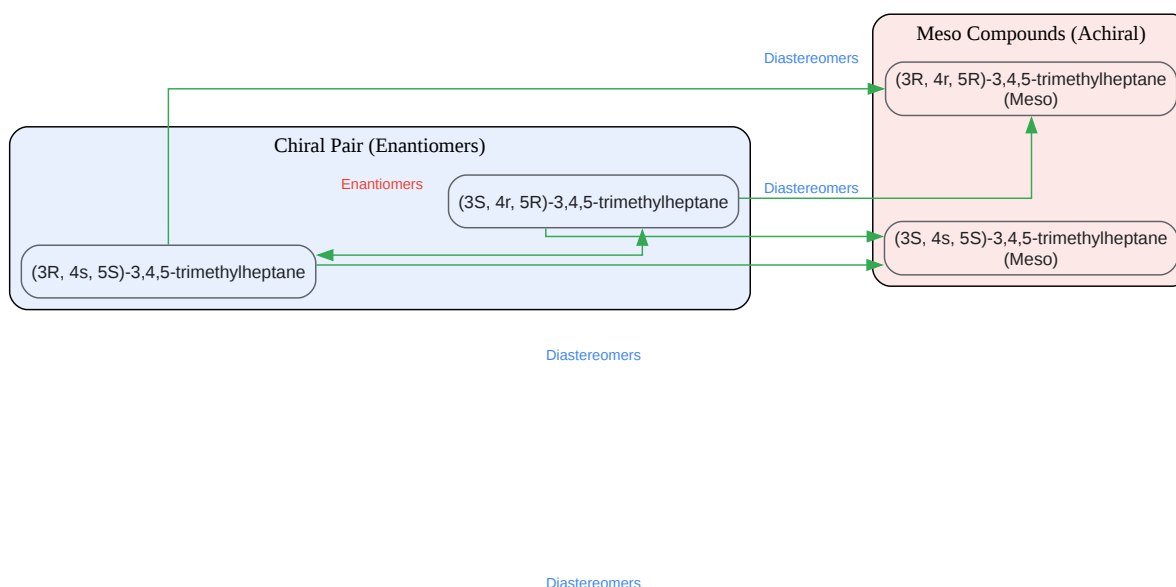 Meso Compounds (Achiral)
Diastereomers
(3R, 4r, 5R)-3,4,5-trimethylheptane
(Meso)
Chiral Pair (Enantiomers)
Enantiomers
(3S, 4r, 5R)-3,4,5-trimethylheptane
Diastereomers
(3S, 4s, 5S)-3,4,5-trimethylheptane
(Meso)
(3R, 4s, 5S)-3,4,5-trimethylheptane
Diastereomers
Diastereomers